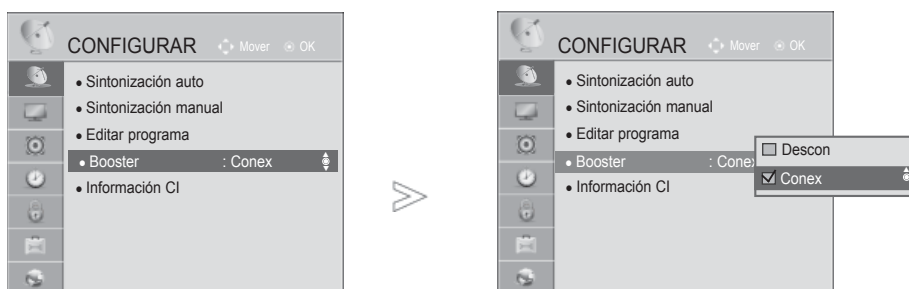 CONFIGURAR Mover OK
• Sintonización auto
• Sintonización manual
• Editar programa
• Booster : Conex
• Información CI
CONFIGURAR Mover OK
• Sintonización auto
• Sintonización manual
• Editar programa
• Booster : Conex
• Información CI
Descon
Conex